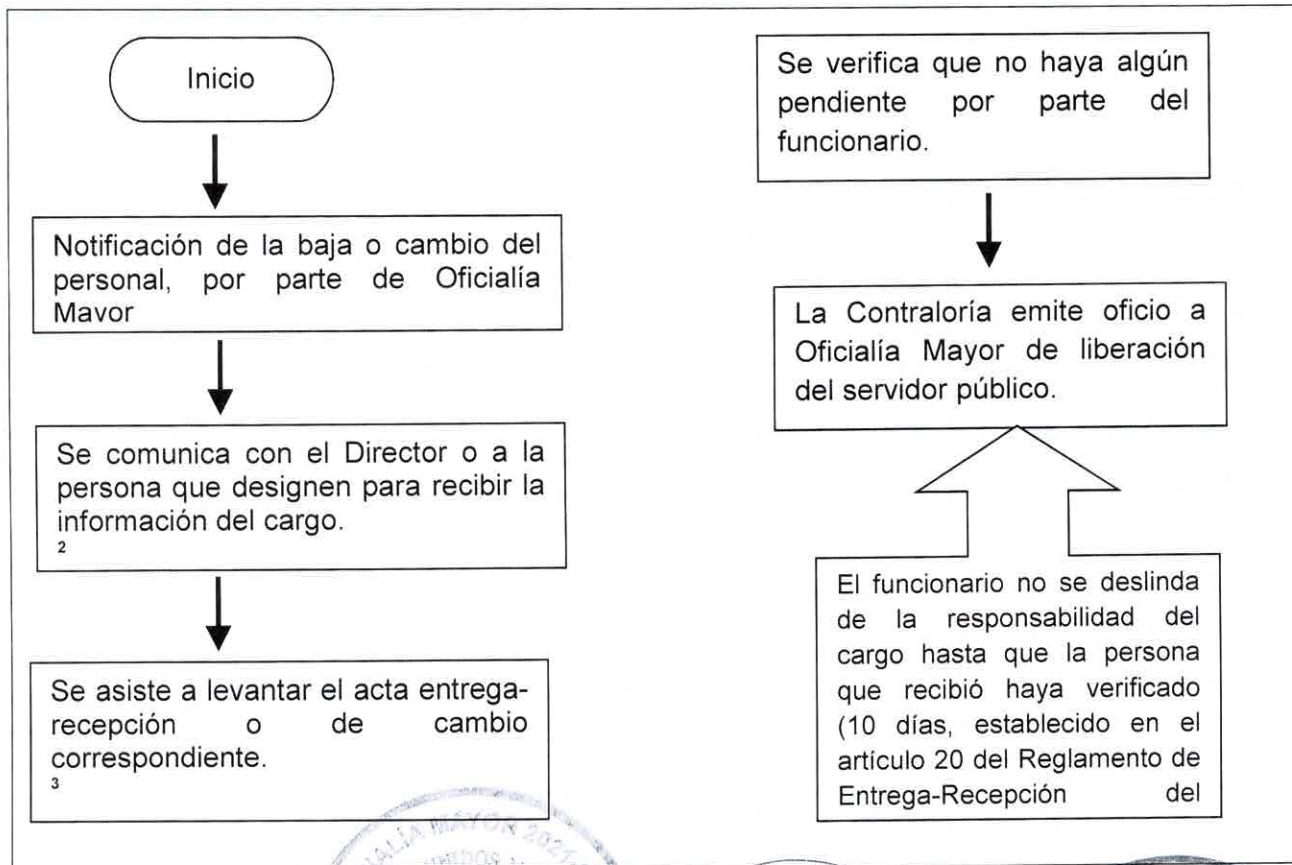 Inicio
Notificación de la baja o cambio del
personal, por parte de Oficialía
Mavor
Se comunica con el Director o a la
persona que designen para recibir la
información del cargo.
2
Se asiste a levantar el acta entrega-
recepción o de cambio
correspondiente.
3
Se verifica que no haya algún
pendiente por parte del
funcionario.
La Contraloría emite oficio a
Oficialía Mayor de liberación
del servidor público.
El funcionario no se deslinda
de la responsabilidad del
cargo hasta que la persona
que recibió haya verificado
(10 días, establecido en el
artículo 20 del Reglamento de
Entrega-Recepción del
MAYOR